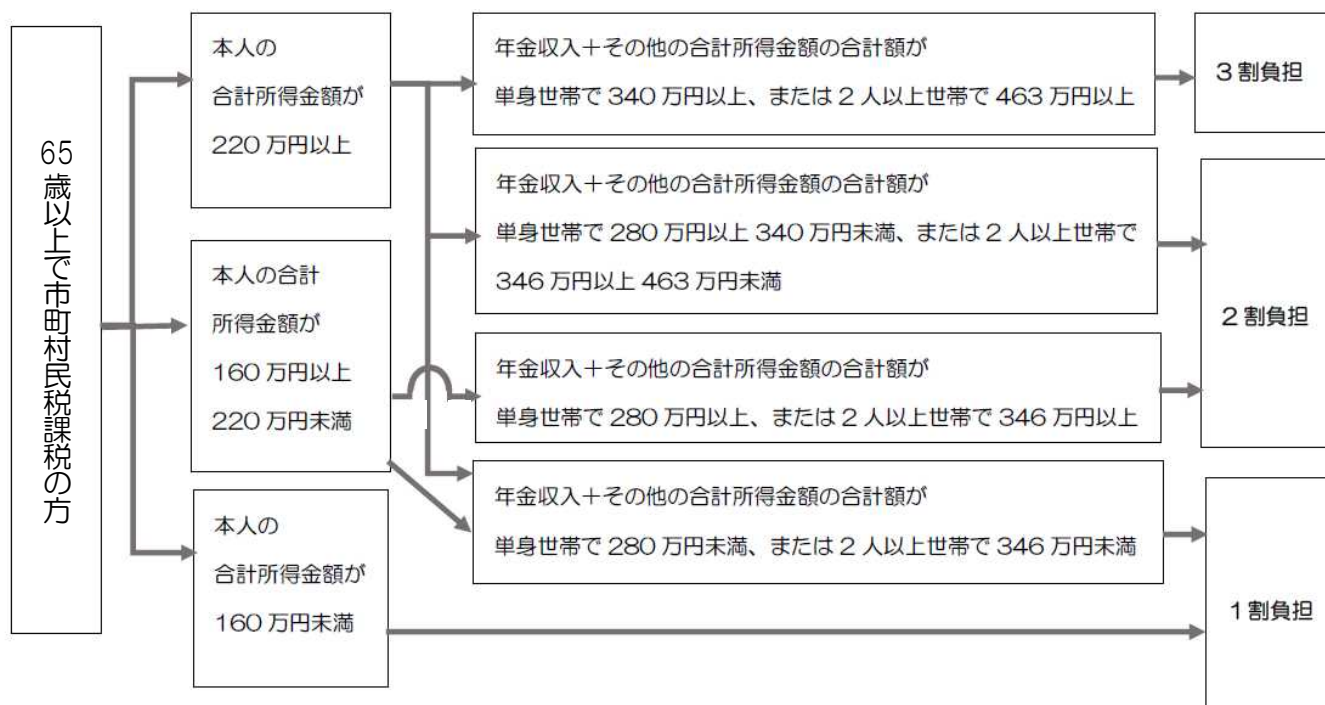 65歳以上で市町村民税課税の方
本人の
合計所得金額が
220万円以上
本人の合計
所得金額が
160万円以上
220万円未満
本人の
合計所得金額が
160万円未満
年金収入＋その他の合計所得金額の合計額が
単身世帯で340万円以上、または2人以上世帯で463万円以上
年金収入＋その他の合計所得金額の合計額が
単身世帯で280万円以上340万円未満、または2人以上世帯で
346万円以上463万円未満
年金収入＋その他の合計所得金額の合計額が
単身世帯で280万円以上、または2人以上世帯で346万円以上
年金収入＋その他の合計所得金額の合計額が
単身世帯で280万円未満、または2人以上世帯で346万円未満
3割負担
2割負担
1割負担